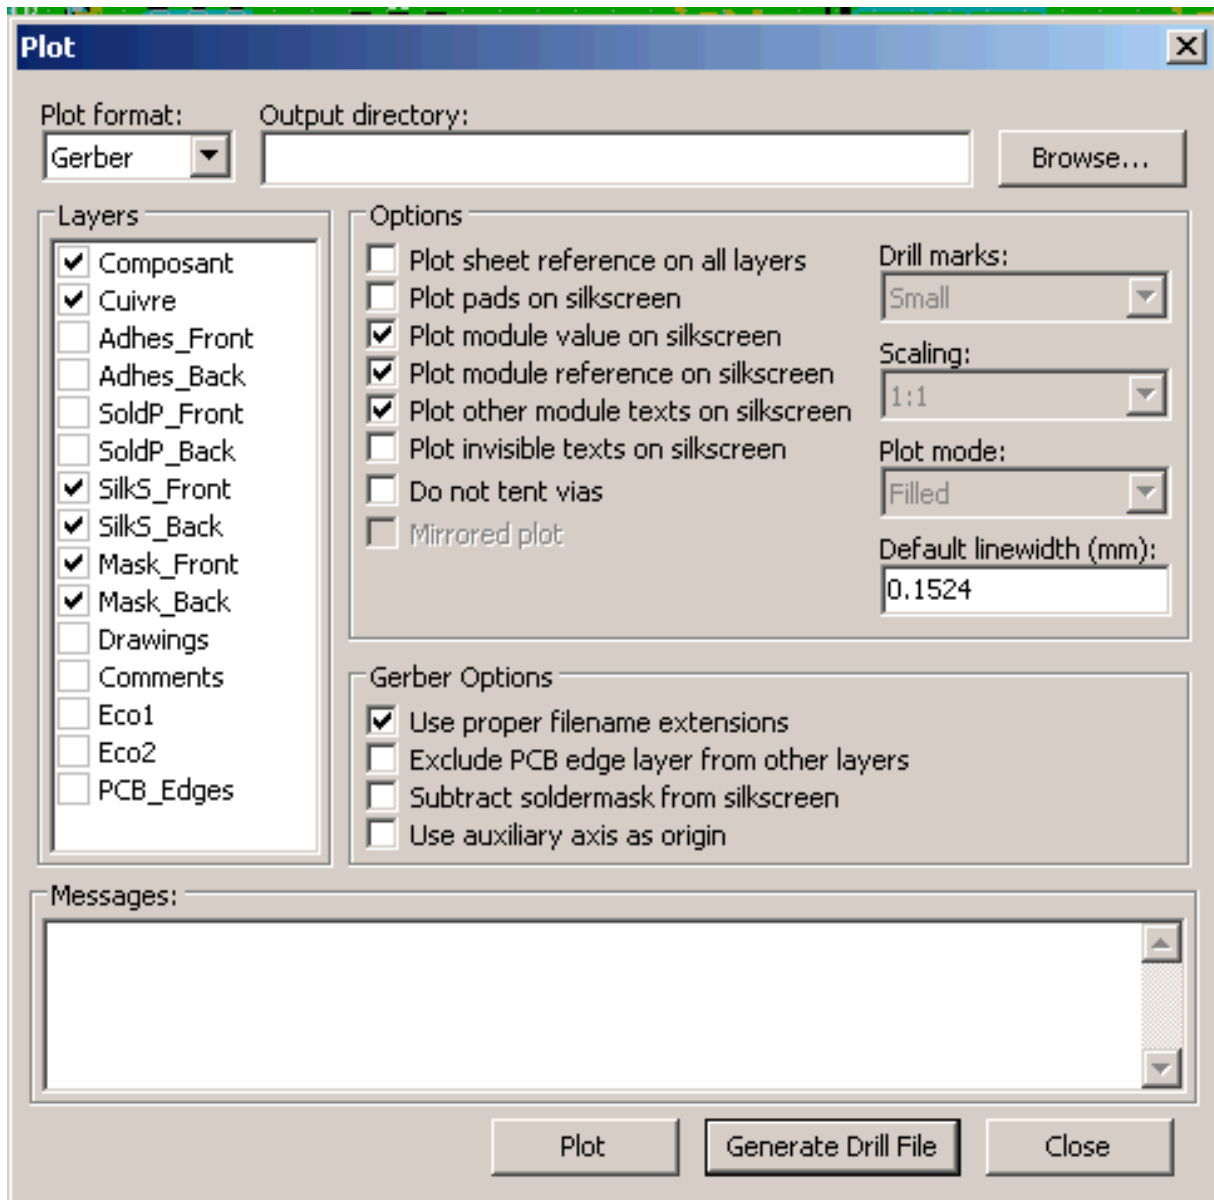 Plot
Plot format:
Output directory:
Gerber
Browse...
Layers
Composant
Cuivre
Adhes_Front
Adhes_Back
SoldP_Front
SoldP_Back
SilkS_Front
SilkS_Back
Mask_Front
Mask_Back
Drawings
Comments
Eco1
Eco2
PCB_Edges
Options
Plot sheet reference on all layers
Plot pads on silkscreen
Plot module value on silkscreen
Plot module reference on silkscreen
Plot other module texts on silkscreen
Plot invisible texts on silkscreen
Do not tent vias
Mirrored plot
Drill marks:
Small
Scaling:
1:1
Plot mode:
Filled
Default linewidth (mm):
0.1524
Gerber Options
Use proper filename extensions
Exclude PCB edge layer from other layers
Subtract soldermask from silkscreen
Use auxiliary axis as origin
Messages:
Plot
Generate Drill File
Close